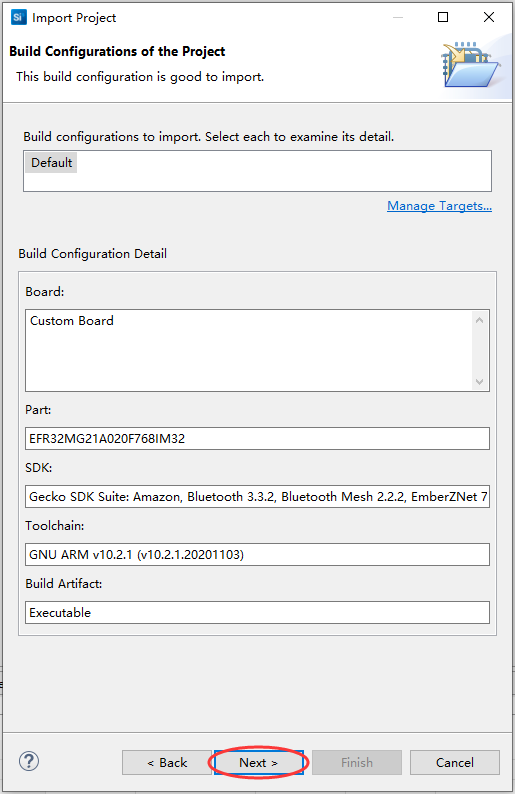 Si
Import Project
Build Configurations of the Project
This build configuration is good to import.
Build configurations to import. Select each to examine its detail.
Default
Manage Targets...
Build Configuration Detail
Board:
Custom Board
Part:
EFR32MG21A020F768IM32
SDK:
Gecko SDK Suite: Amazon, Bluetooth 3.3.2, Bluetooth Mesh 2.2.2, EmberZNet 7
Toolchain:
GNU ARM v10.2.1 (v10.2.1.20201103)
Build Artifact:
Executable
?
< Back
Next >
Finish
Cancel